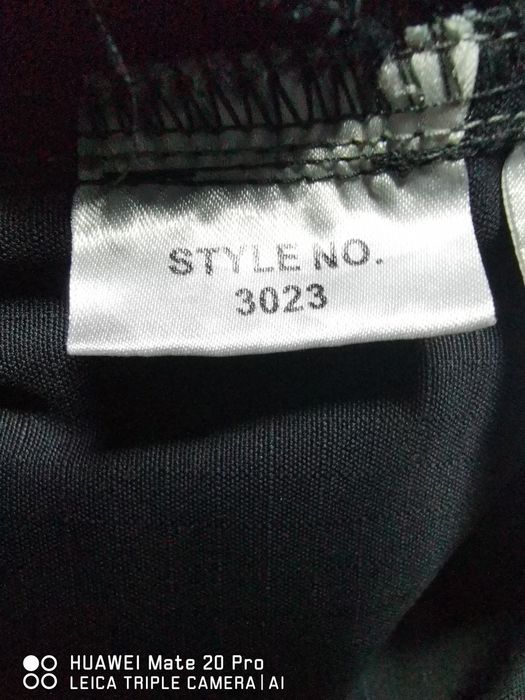 STYLE NO.
3023
HUAWEI Mate 20 Pro
LEICA TRIPLE CAMERA|AI